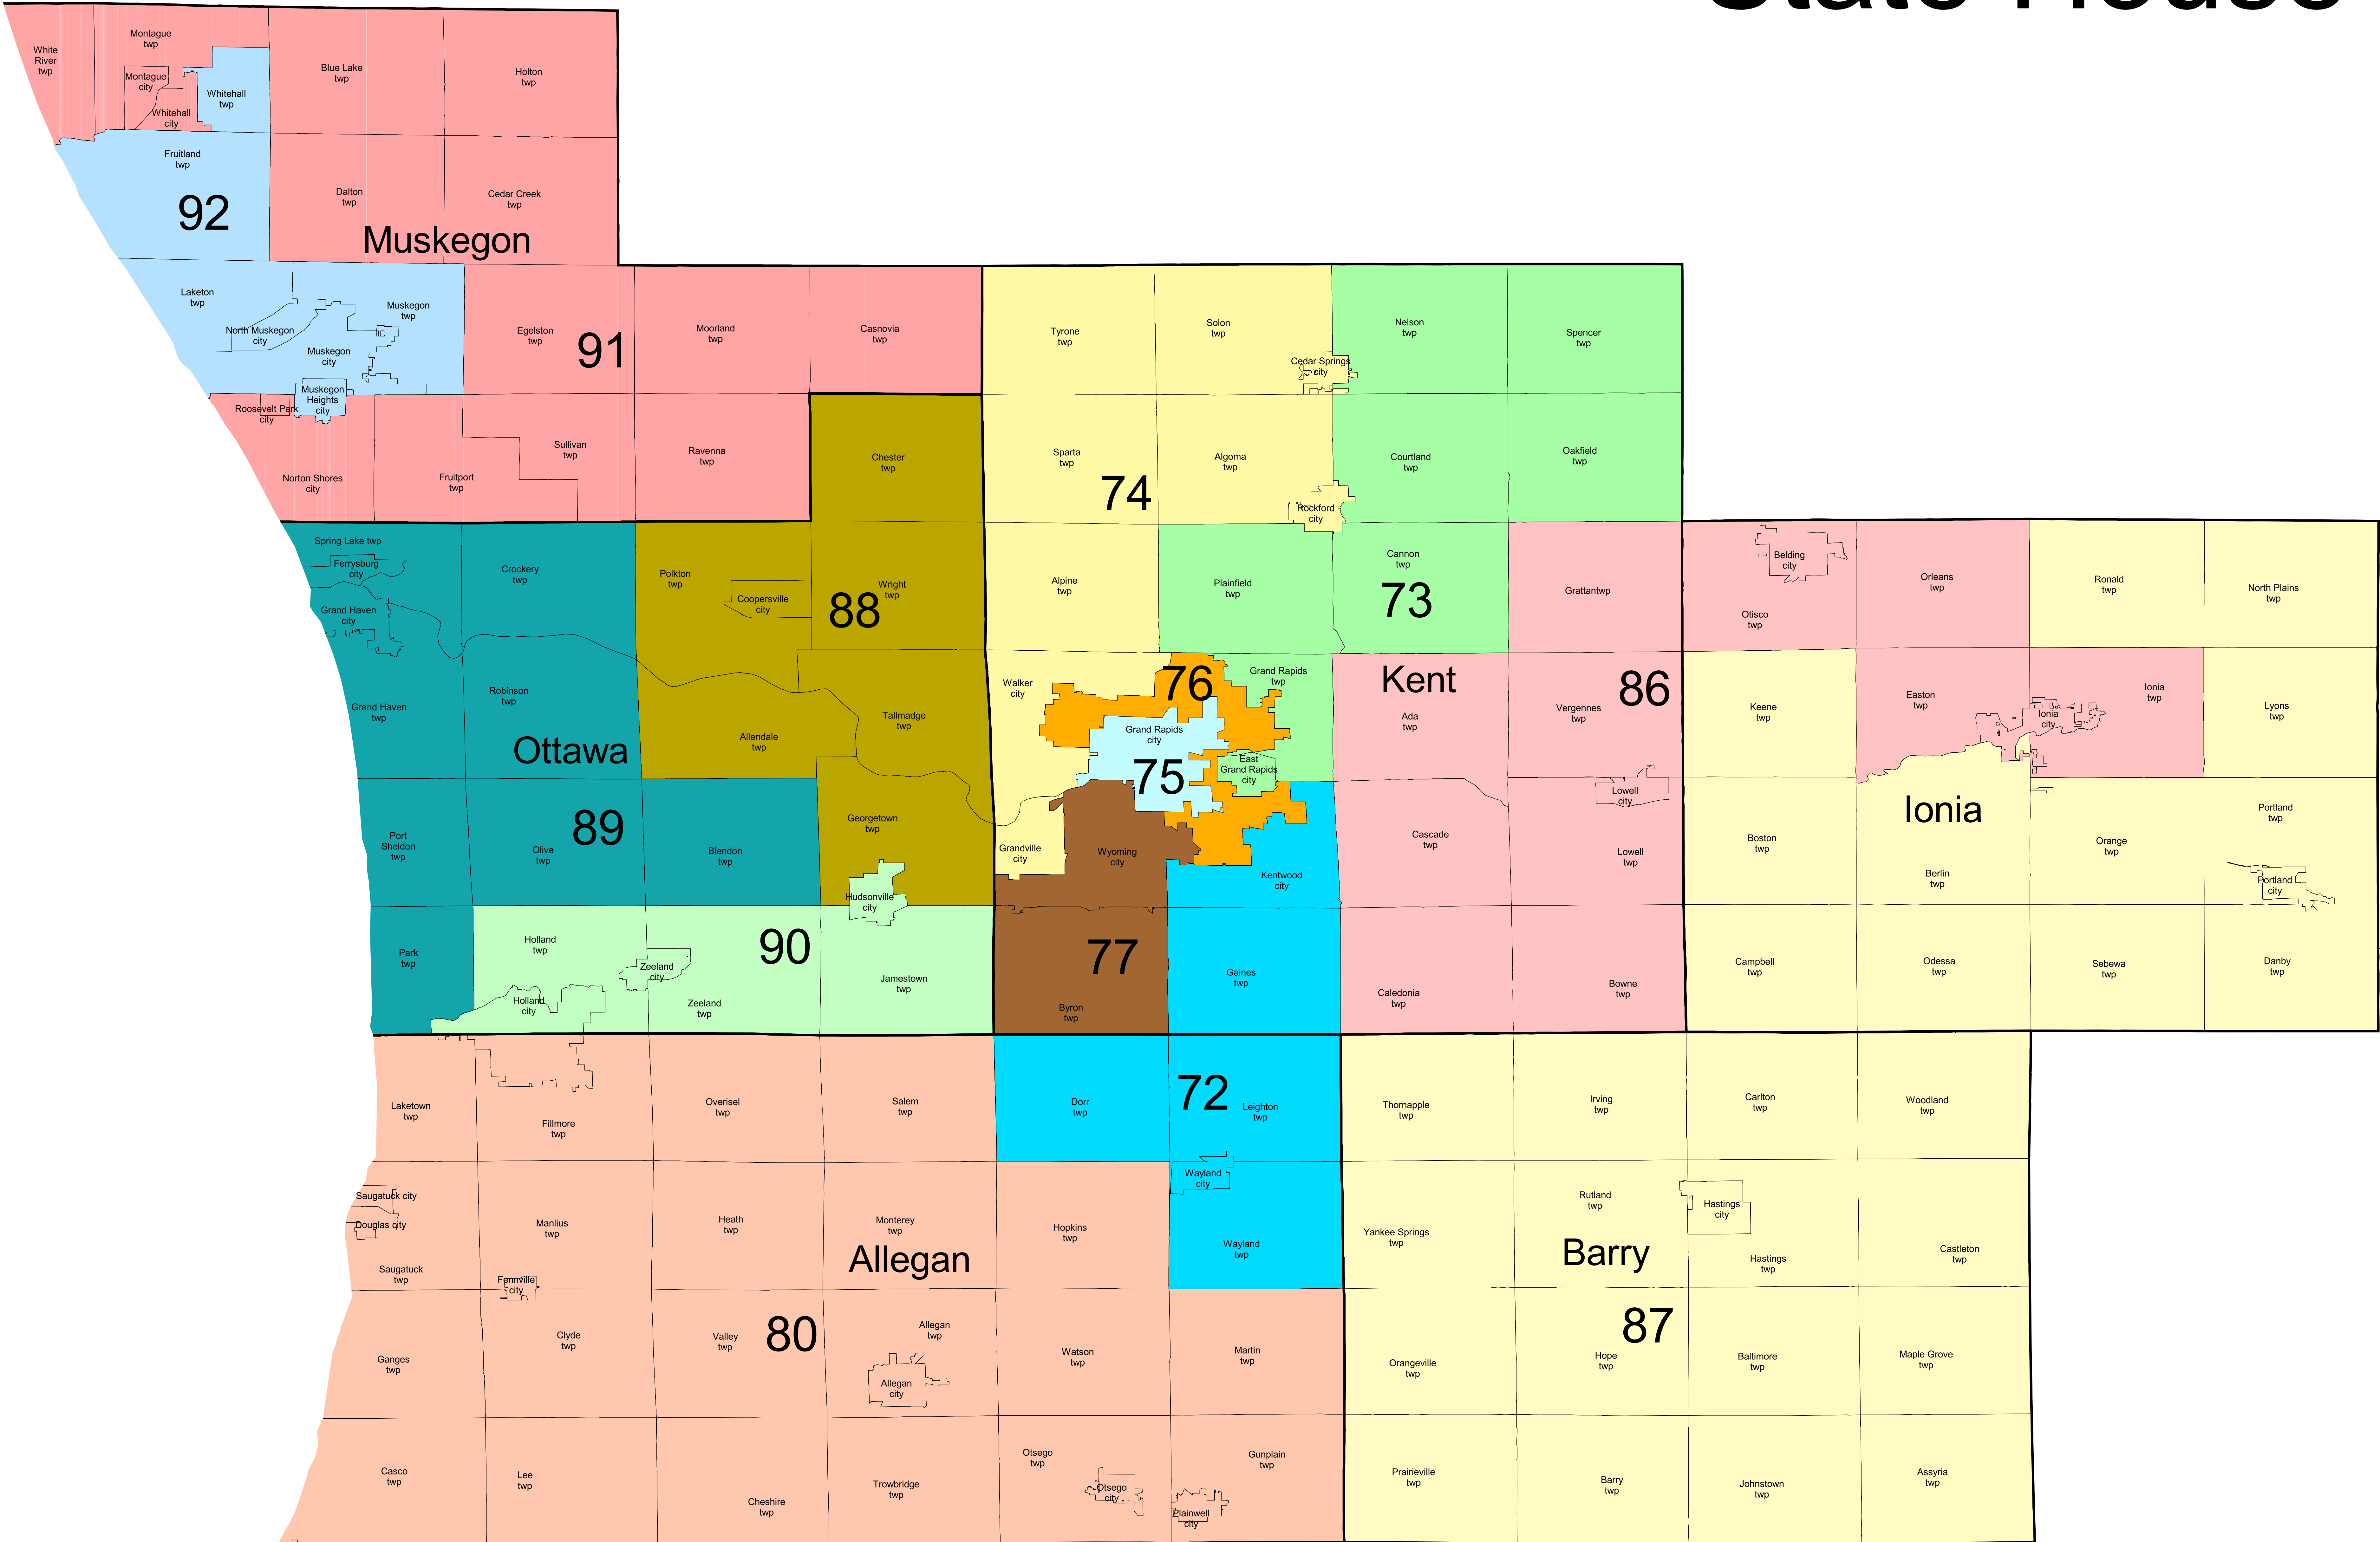 State House
White
River
twp
Montague
twp
Montague
city
Whitehall
city
Whitehall
twp
Blue Lake
twp
Holton
twp
Fruitland
twp
92
Dalton
twp
Cedar Creek
twp
Muskegon
Laketon
twp
North Muskegon
city
Muskegon
twp
Muskegon
city
Muskegon
Heights
city
Roosevelt Park
city
Egelston
twp
91
Moorland
twp
Casnovia
twp
Norton Shores
city
Fruitport
twp
Sullivan
twp
Ravenna
twp
Chester
twp
Tyrone
twp
Solon
twp
Cedar Springs
city
Nelson
twp
Spencer
twp
Sparta
twp
74
Algoma
twp
Rockford
city
Courtland
twp
Oakfield
twp
Spring Lake twp
Ferrysburg
city
Grand Haven
city
Crockery
twp
Polkton
twp
Coopersville
city
88
Wright
twp
Alpine
twp
Plainfield
twp
Cannon
twp
73
Grattantwp
Belding
city
Otisco
twp
Orleans
twp
Ronald
twp
North Plains
twp
Grand Haven
twp
Robinson
twp
Ottawa
Allendale
twp
Tallmadge
twp
Walker
city
76
Grand Rapids
twp
Grand Rapids
city
75
East
Grand Rapids
city
Kent
Ada
twp
Vergennes
twp
86
Keene
twp
Easton
twp
Ionia
city
Ionia
twp
Lyons
twp
Port
Sheldon
twp
Olive
twp
89
Blendon
twp
Georgetown
twp
Hudsonville
city
Grandville
city
Wyoming
city
Kentwood
city
Cascade
twp
Lowell
city
Lowell
twp
Boston
twp
Ionia
Berlin
twp
Orange
twp
Portland
twp
Portland
city
Park
twp
Holland
twp
Holland
city
Zeeland
city
Zeeland
twp
90
Jamestown
twp
77
Byron
twp
Gaines
twp
Caledonia
twp
Bowne
twp
Campbell
twp
Odessa
twp
Sebewa
twp
Danby
twp
Laketown
twp
Fillmore
twp
Overisel
twp
Salem
twp
Dorr
twp
72
Leighton
twp
Thornapple
twp
Irving
twp
Carlton
twp
Woodland
twp
Saugatuck city
Douglas city
Saugatuck
twp
Manlius
twp
Fennville
city
Heath
twp
Monterey
twp
Allegan
Hopkins
twp
Wayland
city
Wayland
twp
Yankee Springs
twp
Rutland
twp
Barry
Hastings
city
Hastings
twp
Castleton
twp
Ganges
twp
Clyde
twp
Valley
twp
80
Allegan
twp
Allegan
city
Watson
twp
Martin
twp
Orangeville
twp
Hope
twp
87
Baltimore
twp
Maple Grove
twp
Casco
twp
Lee
twp
Cheshire
twp
Trowbridge
twp
Otsego
twp
Otsego
city
Gunplain
twp
Plainwell
city
Prairieville
twp
Barry
twp
Johnstown
twp
Assyria
twp